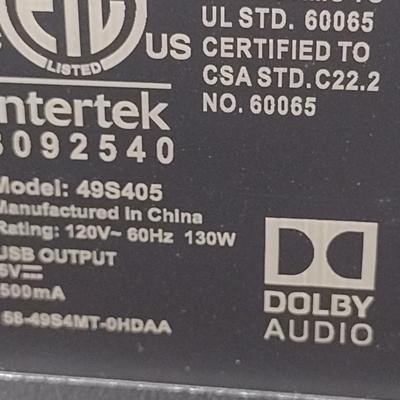 UL STD. 60065
US CERTIFIED TO
LISTED
CSA STD.C22.2
NO. 60065
Intertek
092540
Model: 49S405
Manufactured in China
Rating: 120V~ 60Hz 130W
USB OUTPUT
5V
500mA
58-49S4MT-0HDAA
DOLBY
AUDIO